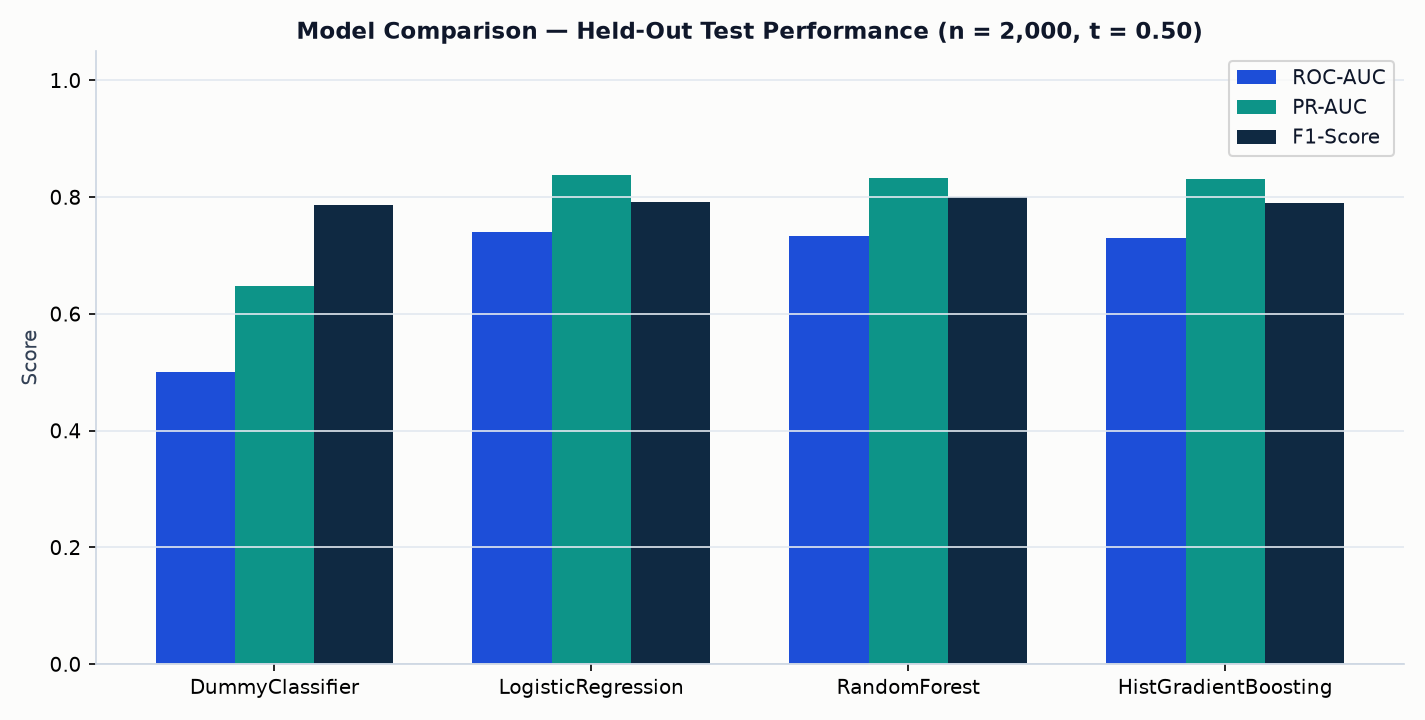 Model Comparison — Held-Out Test Performance (n = 2,000, t = 0.50)
ROC-AUC
PR-AUC
F1-Score
Score
1.0
0.8
0.6
0.4
0.2
0.0
DummyClassifier
LogisticRegression
RandomForest
HistGradientBoosting